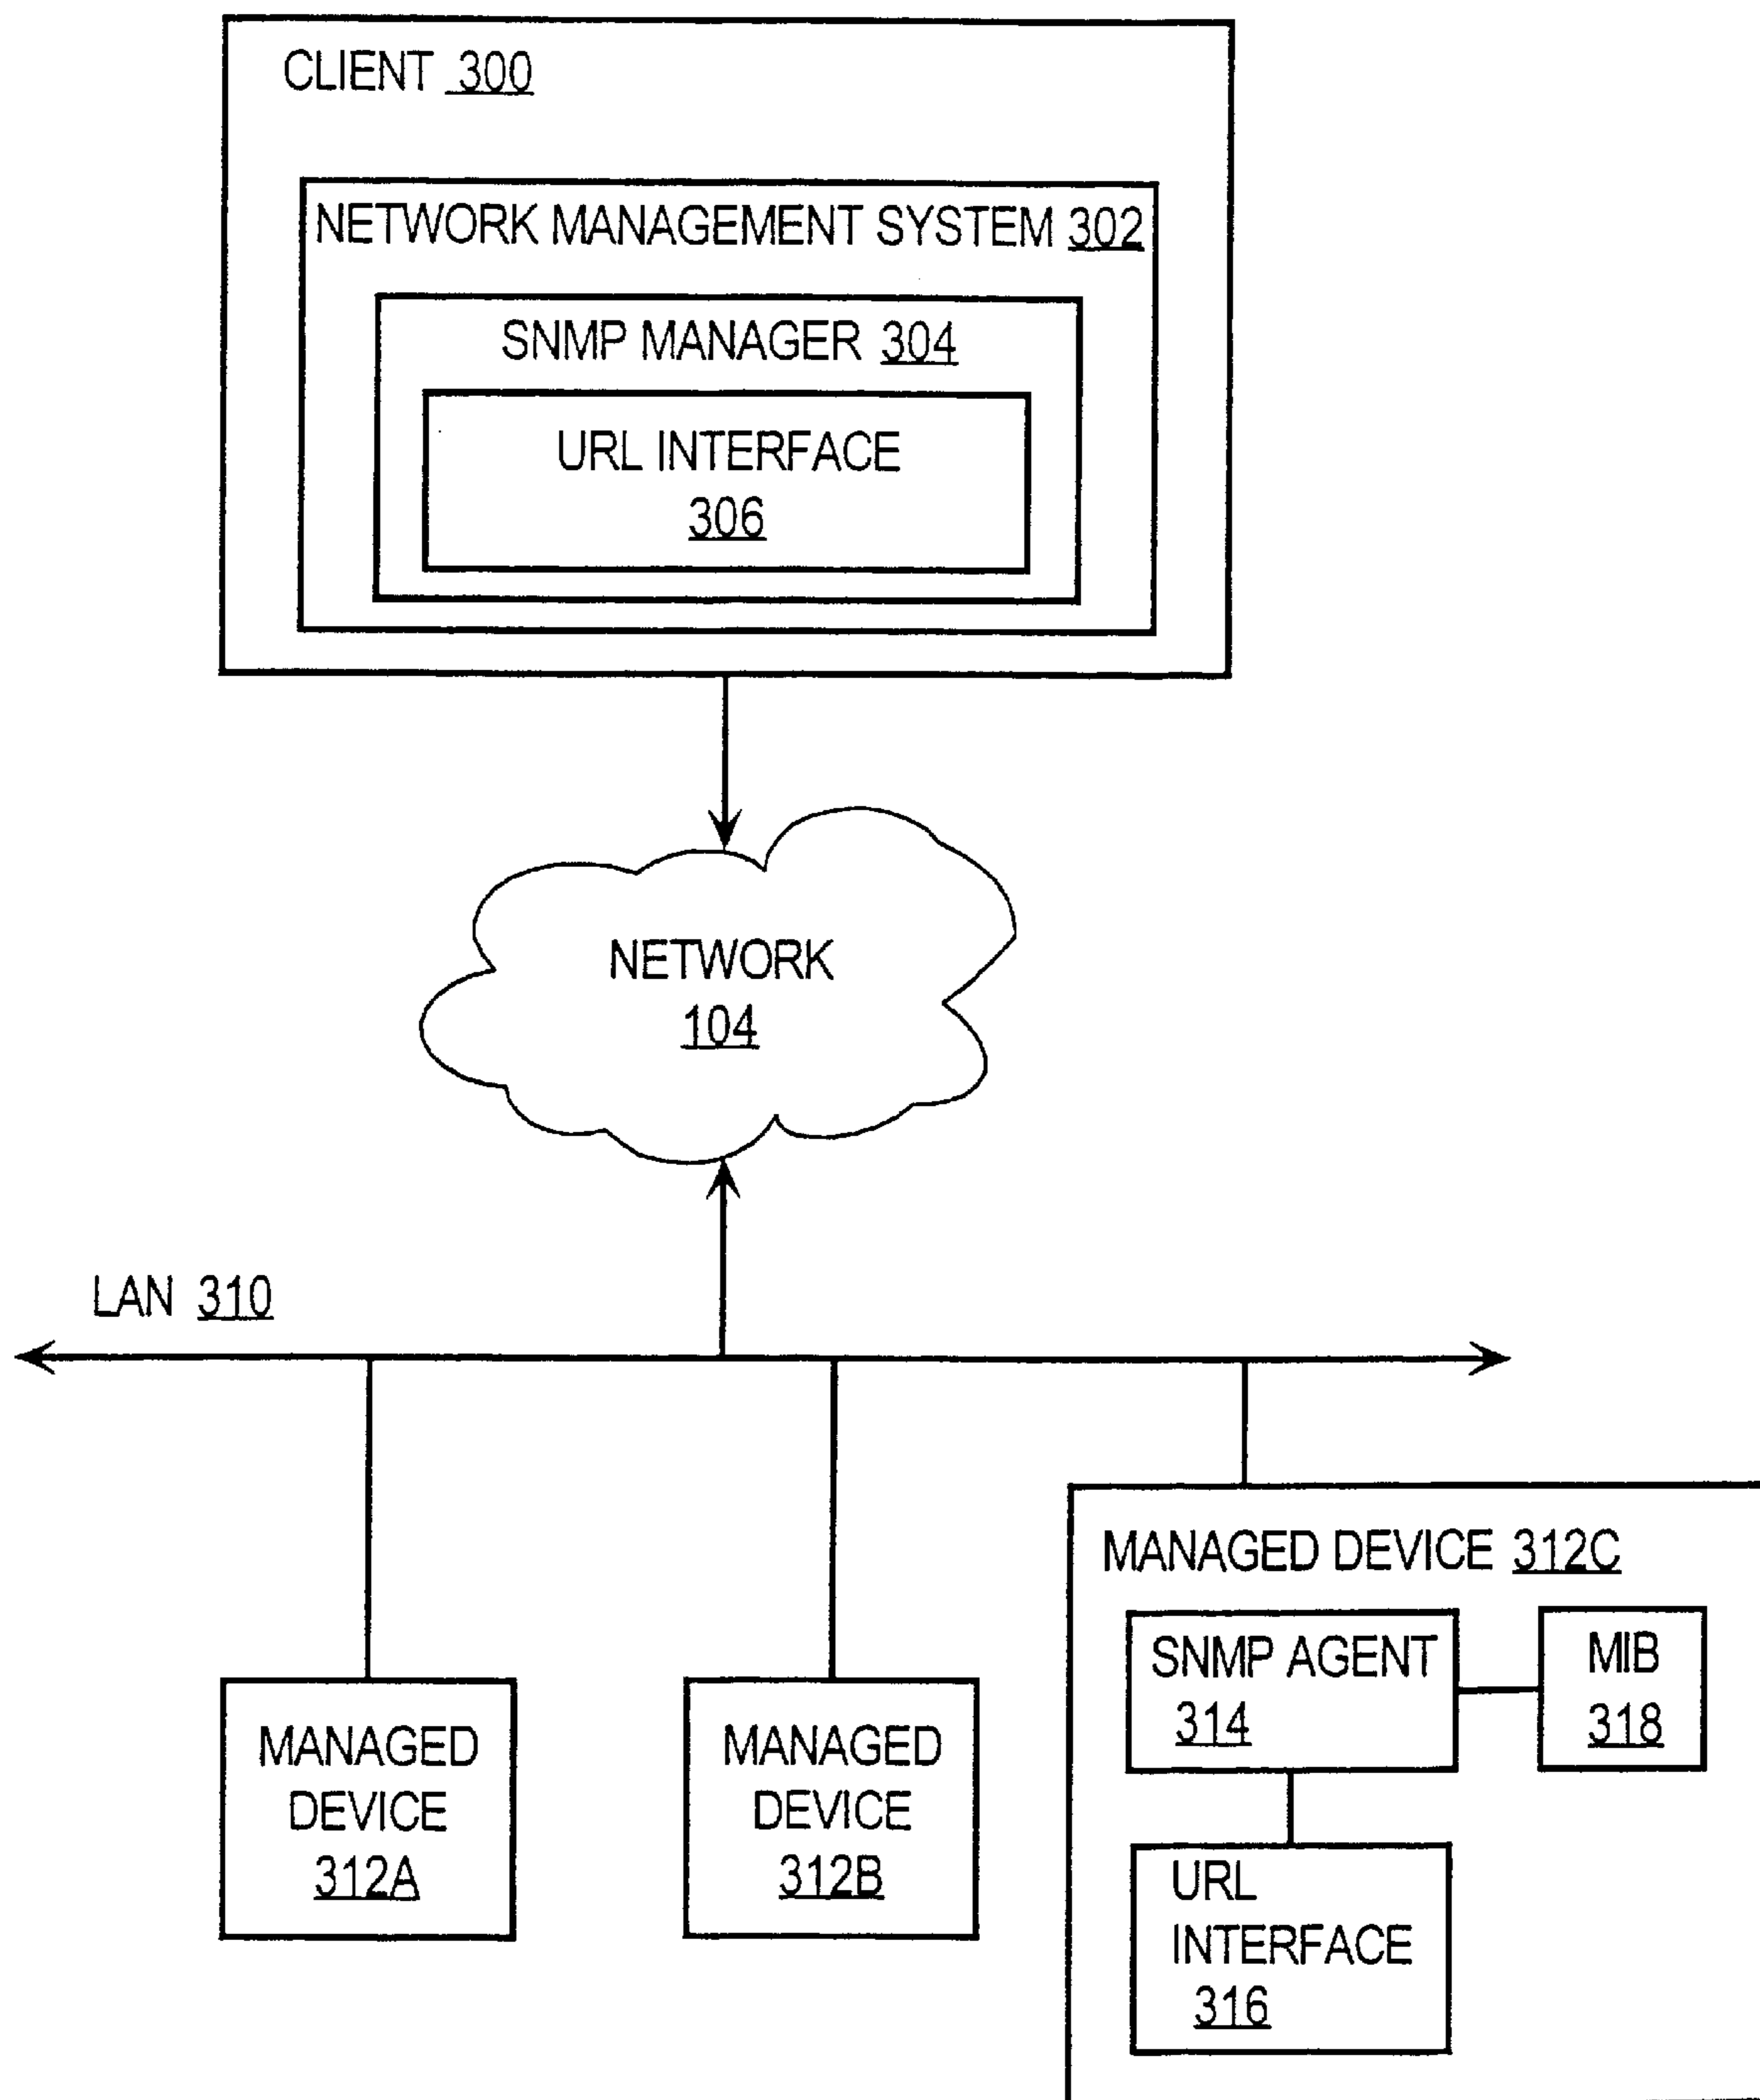 CLIENT 300
NETWORK MANAGEMENT SYSTEM 302
SNMP MANAGER 304
URL INTERFACE
306
NETWORK
104
LAN 310
MANAGED DEVICE 312C
SNMP AGENT
314
MIB
318
MANAGED
DEVICE
312A
MANAGED
DEVICE
312B
URL
INTERFACE
316